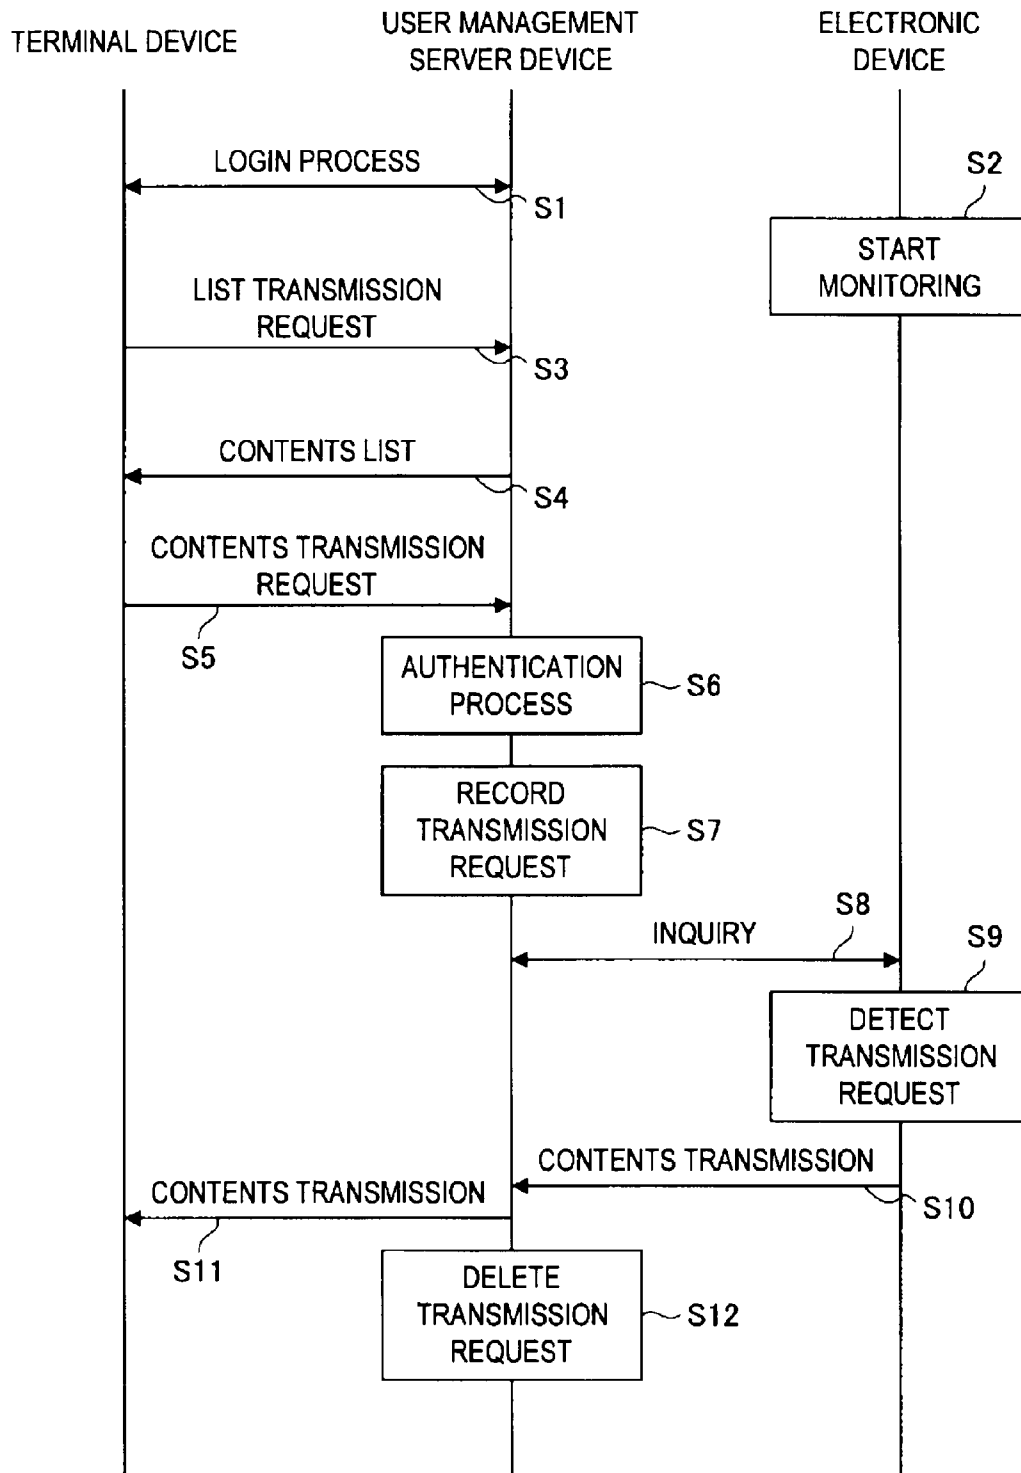 TERMINAL DEVICE
USER MANAGEMENT
SERVER DEVICE
ELECTRONIC
DEVICE
LOGIN PROCESS
S1
S2
START
MONITORING
LIST TRANSMISSION
REQUEST
S3
CONTENTS LIST
S4
CONTENTS TRANSMISSION
REQUEST
S5
AUTHENTICATION
PROCESS
S6
RECORD
TRANSMISSION
REQUEST
S7
INQUIRY
S8
S9
DETECT
TRANSMISSION
REQUEST
CONTENTS TRANSMISSION
S10
CONTENTS TRANSMISSION
S11
DELETE
TRANSMISSION
REQUEST
S12